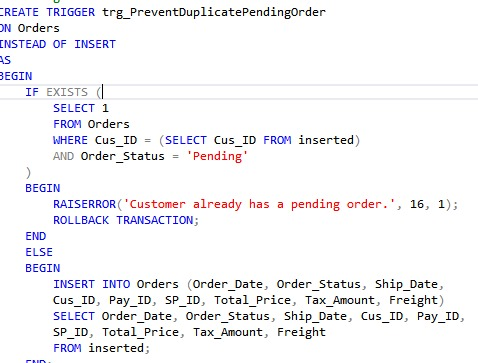 CREATE TRIGGER trg_PreventDuplicatePendingOrder
ON Orders
INSTEAD OF INSERT
AS
BEGIN
IF EXISTS (
SELECT 1
FROM Orders
WHERE Cus_ID = (SELECT Cus_ID FROM inserted)
AND Order_Status = 'Pending'
)
BEGIN
RAISERROR('Customer already has a pending order.', 16, 1);
ROLLBACK TRANSACTION;
END
ELSE
BEGIN
INSERT INTO Orders (Order_Date, Order_Status, Ship_Date,
Cus_ID, Pay_ID, SP_ID, Total_Price, Tax_Amount, Freight)
SELECT Order_Date, Order_Status, Ship_Date, Cus_ID, Pay_ID,
SP_ID, Total_Price, Tax_Amount, Freight
FROM inserted;
END;